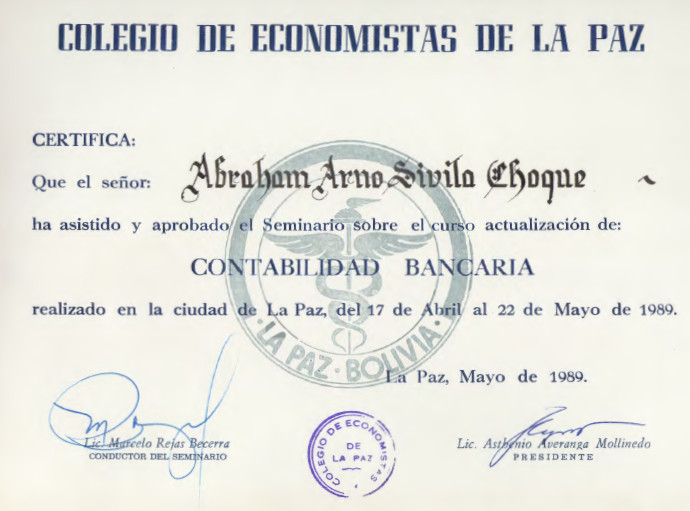 COLEGIO DE ECONOMISTAS DE LA PAZ
CERTIFICA:
Que el señor: Abraham Arno Sivila Choque
ha asistido y aprobado el Seminario sobre el curso actualización de:
CONTABILIDAD BANCARIA
realizado en la ciudad de La Paz, del 17 de Abril al 22 de Mayo de 1989.
LA PAZ · BOLIVIA
La Paz, Mayo de 1989.
Lic. Marcelo Rejas Becerra
CONDUCTOR DEL SEMINARIO
COLEGIO DE ECONOMISTAS
DE
LA PAZ
Lic. Asthenio Averanga Mollinedo
PRESIDENTE